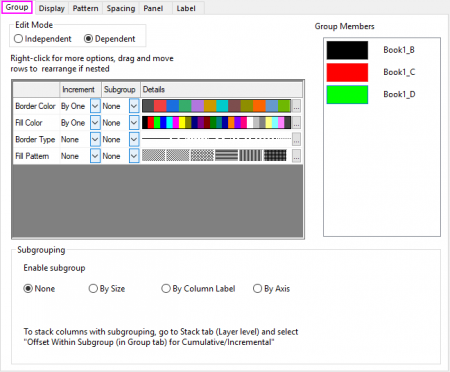 Group Display Pattern Spacing Panel Label
Edit Mode
Independent Dependent
Group Members
Book1_B
Book1_C
Book1_D
Right-click for more options, drag and move
rows to rearrange if nested
Increment Subgroup Details
Border Color By One None ...
Fill Color By One None ...
Border Type None None ...
Fill Pattern By One None ...
Subgrouping
Enable subgroup
None By Size By Column Label By Axis
To stack columns with subgrouping, go to Stack tab (Layer level) and select
"Offset Within Subgroup (in Group tab) for Cumulative/Incremental"